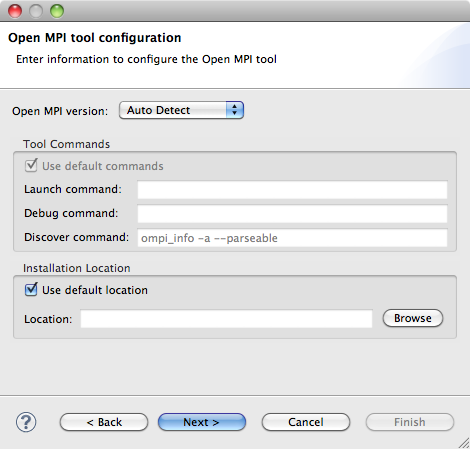 Open MPI tool configuration
Enter information to configure the Open MPI tool
Open MPI version: Auto Detect
Tool Commands
Use default commands
Launch command:
Debug command:
Discover command: ompi_info -a --parseable
Installation Location
Use default location
Location: Browse
? < Back Next > Cancel Finish